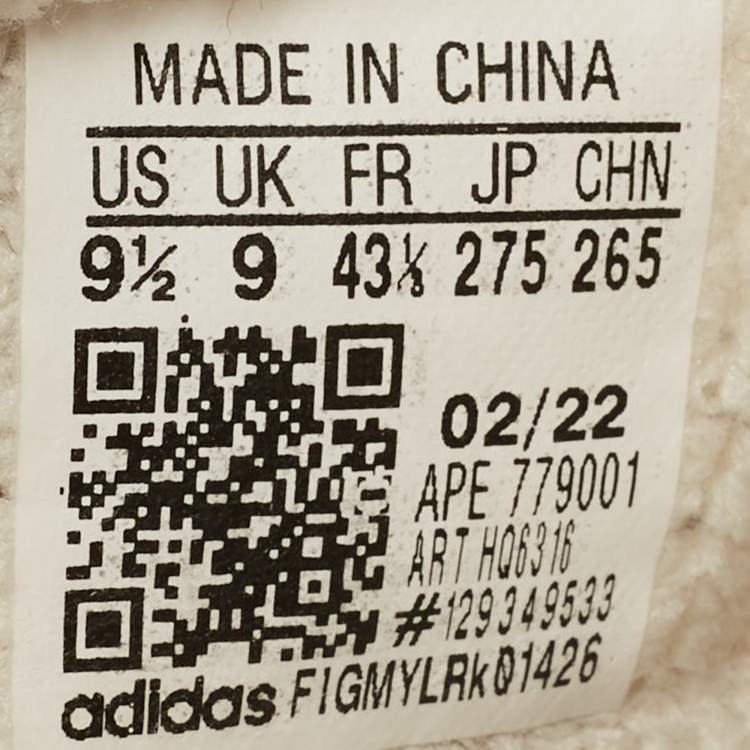 MADE IN CHINA
US UK FR JP CHN
9½ 9 43⅓ 275 265
02/22
APE 779001
ART HQ6316
#129349533
adidas FIGMYLRk01426